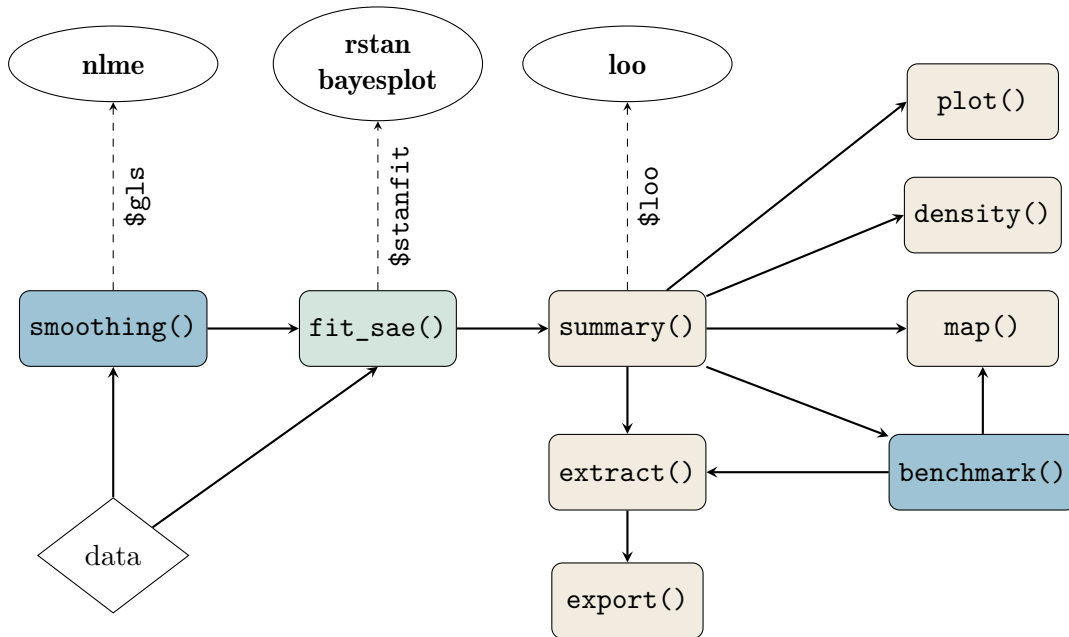 nlme
rstan
bayesplot
loo
plot()
$gls
$stanfit
$loo
density()
smoothing()
fit_sae()
summary()
map()
extract()
benchmark()
data
export()